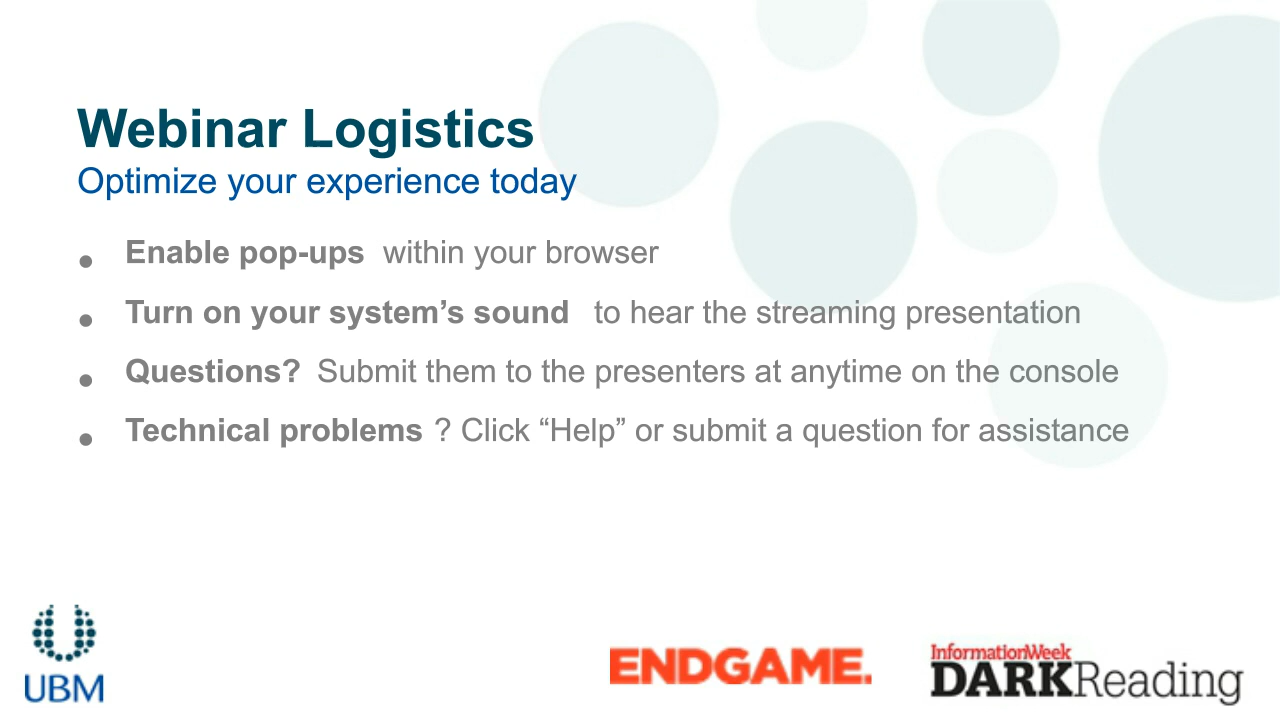 Webinar Logistics
Optimize your experience today
• Enable pop-ups within your browser
• Turn on your system’s sound to hear the streaming presentation
• Questions? Submit them to the presenters at anytime on the console
• Technical problems ? Click “Help” or submit a question for assistance
UBM
ENDGAME.
InformationWeek
DARKReading